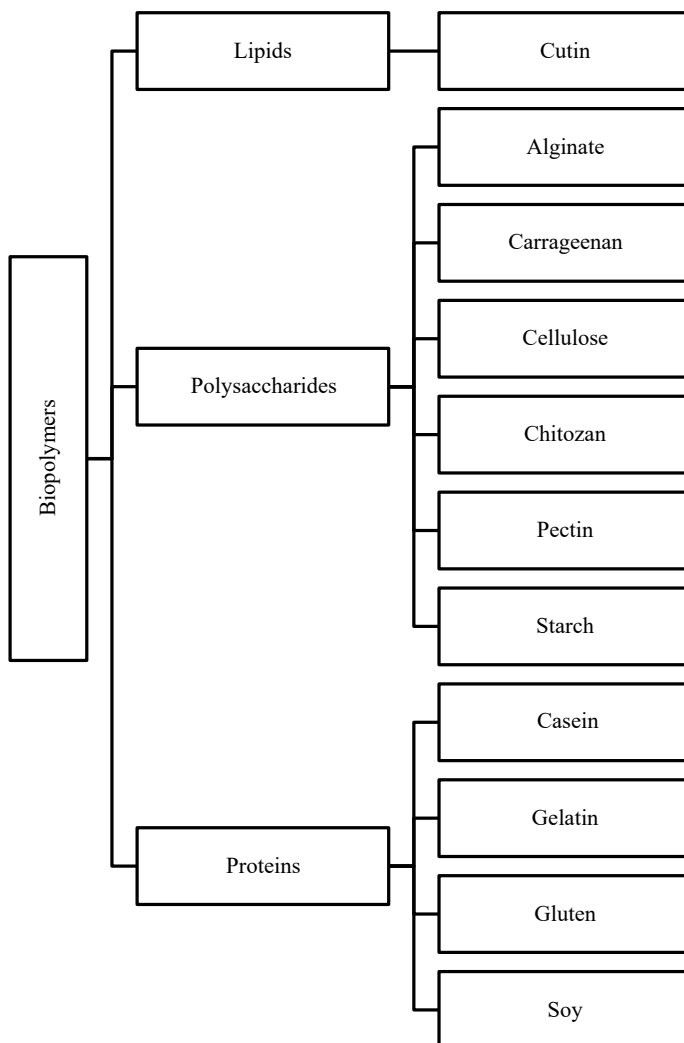 Biopolymers
Lipids
Cutin
Polysaccharides
Alginate
Carrageenan
Cellulose
Chitozan
Pectin
Starch
Proteins
Casein
Gelatin
Gluten
Soy